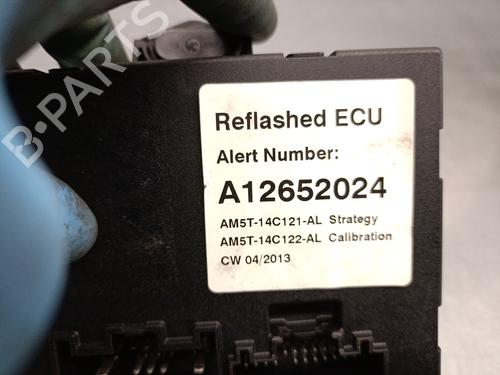 B-PARTS
Reflashed ECU
Alert Number:
A12652024
AM5T-14C121-AL Strategy
AM5T-14C122-AL Calibration
CW 04/2013